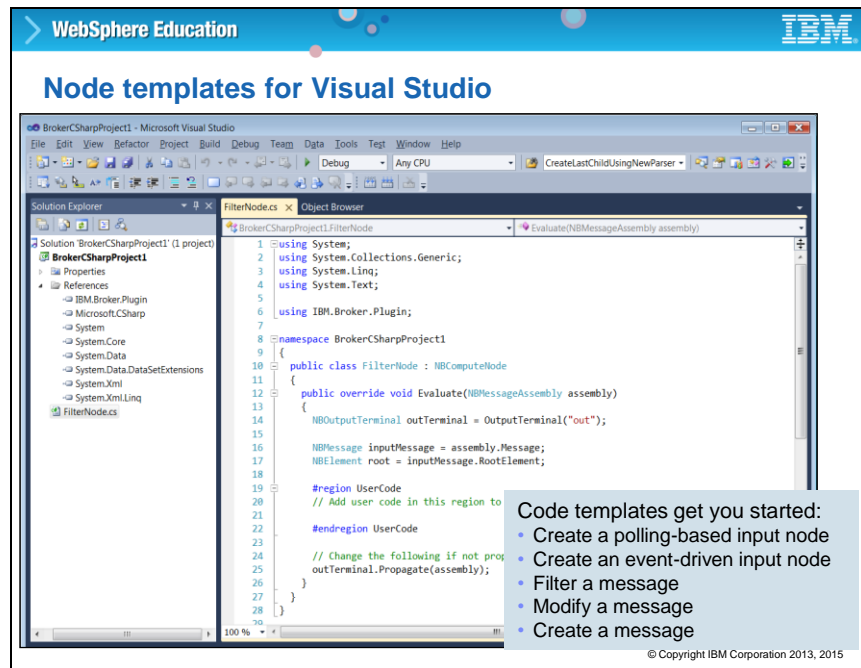 WebSphere Education
IBM
Node templates for Visual Studio
BrokerCSharpProject1 - Microsoft Visual Studio
File Edit View Refactor Project Build Debug Team Data Tools Test Window Help
Debug Any CPU CreateLastChildUsingNewParser
Solution Explorer
FilterNode.cs Object Browser
BrokerCSharpProject1.FilterNode Evaluate(NBMessageAssembly assembly)
Solution 'BrokerCSharpProject1' (1 project)
BrokerCSharpProject1
Properties
References
IBM.Broker.Plugin
Microsoft.CSharp
System
System.Core
System.Data
System.Data.DataSetExtensions
System.Xml
System.Xml.Linq
FilterNode.cs
1 using System;
2 using System.Collections.Generic;
3 using System.Linq;
4 using System.Text;
5
6 using IBM.Broker.Plugin;
7
8 namespace BrokerCSharpProject1
9 {
10 public class FilterNode : NBComputeNode
11 {
12 public override void Evaluate(NBMessageAssembly assembly)
13 {
14 NBOutputTerminal outTerminal = OutputTerminal("out");
15
16 NBMessage inputMessage = assembly.Message;
17 NBElement root = inputMessage.RootElement;
18
19 #region UserCode
20 // Add user code in this region to
21
22 #endregion UserCode
23
24 // Change the following if not prop
25 outTerminal.Propagate(assembly);
26 }
27 }
28 }
29
100 %
Code templates get you started:
• Create a polling-based input node
• Create an event-driven input node
• Filter a message
• Modify a message
• Create a message
© Copyright IBM Corporation 2013, 2015